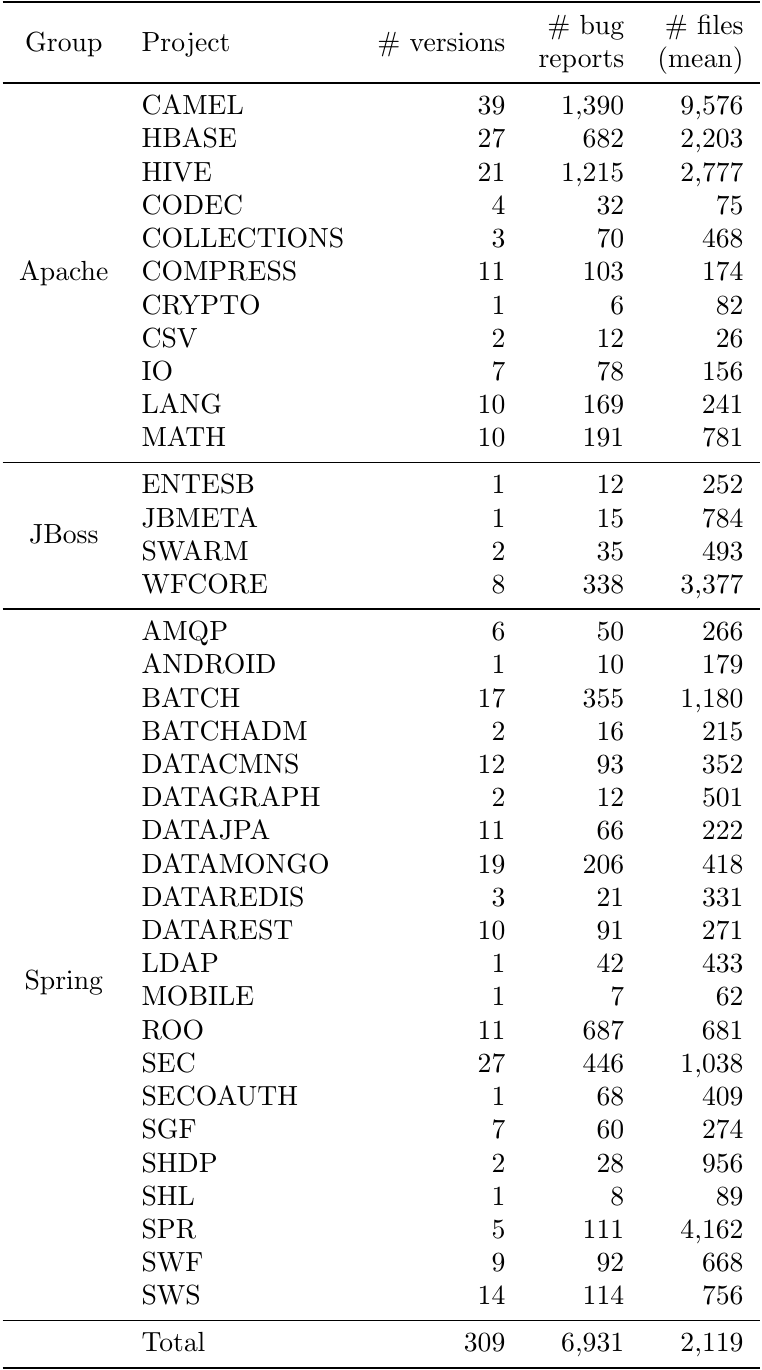 Group Project # versions # bug reports # files (mean)
Apache
CAMEL 39 1,390 9,576
HBASE 27 682 2,203
HIVE 21 1,215 2,777
CODEC 4 32 75
COLLECTIONS 3 70 468
COMPRESS 11 103 174
CRYPTO 1 6 82
CSV 2 12 26
IO 7 78 156
LANG 10 169 241
MATH 10 191 781
JBoss
ENTESB 1 12 252
JBMETA 1 15 784
SWARM 2 35 493
WFCORE 8 338 3,377
Spring
AMQP 6 50 266
ANDROID 1 10 179
BATCH 17 355 1,180
BATCHADM 2 16 215
DATACMNS 12 93 352
DATAGRAPH 2 12 501
DATAJPA 11 66 222
DATAMONGO 19 206 418
DATAREDIS 3 21 331
DATAREST 10 91 271
LDAP 1 42 433
MOBILE 1 7 62
ROO 11 687 681
SEC 27 446 1,038
SECOAUTH 1 68 409
SGF 7 60 274
SHDP 2 28 956
SHL 1 8 89
SPR 5 111 4,162
SWF 9 92 668
SWS 14 114 756
Total 309 6,931 2,119